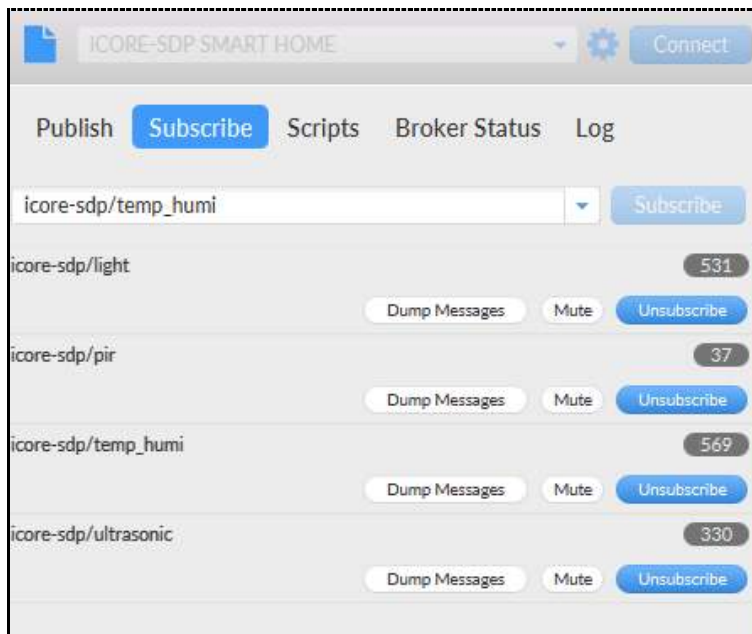 ICORE-SDP SMART HOME Connect
Publish Subscribe Scripts Broker Status Log
icore-sdp/temp_humi Subscribe
icore-sdp/light 531
Dump Messages Mute Unsubscribe
icore-sdp/pir 37
Dump Messages Mute Unsubscribe
icore-sdp/temp_humi 569
Dump Messages Mute Unsubscribe
icore-sdp/ultrasonic 330
Dump Messages Mute Unsubscribe